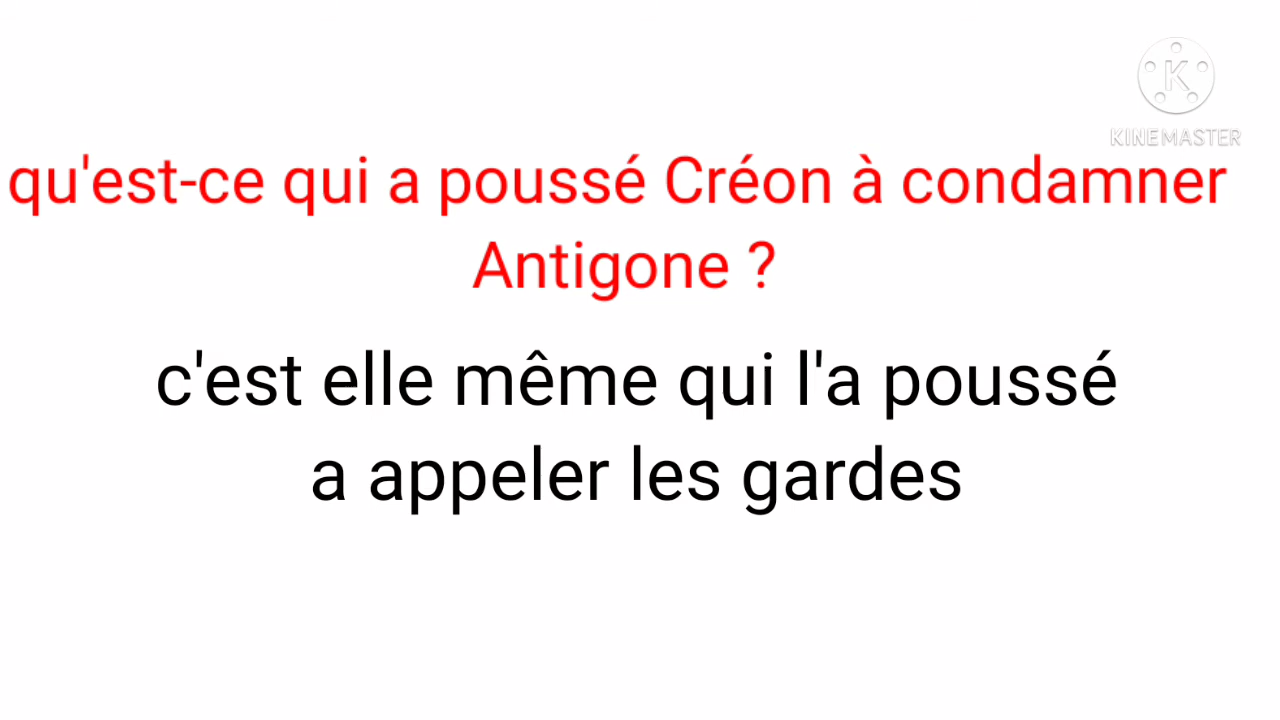 KINEMASTER
qu'est-ce qui a poussé Créon à condamner
Antigone ?
c'est elle même qui l'a poussé
a appeler les gardes